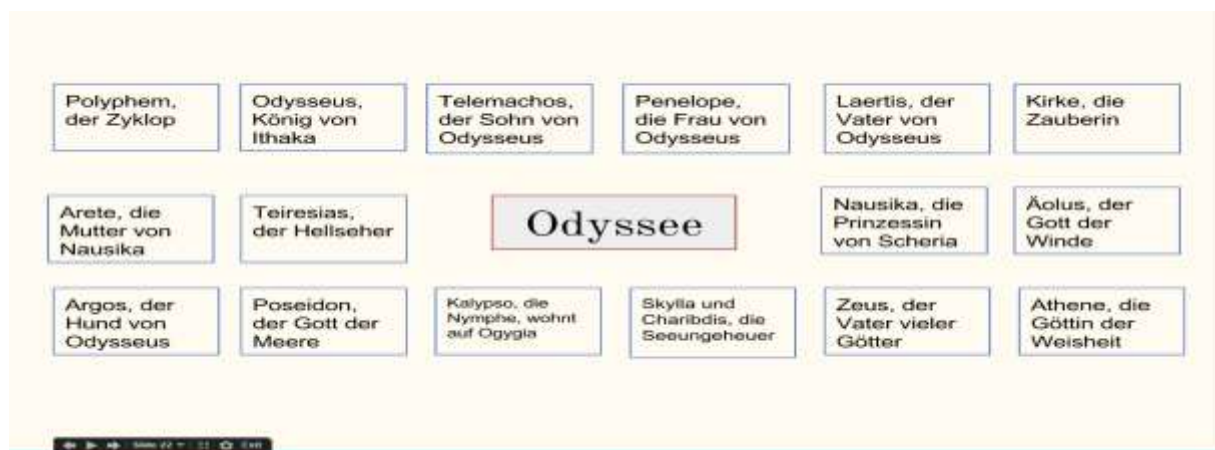 Polyphem,
der Zyklop
Odysseus,
König von
Ithaka
Telemachos,
der Sohn von
Odysseus
Penelope,
die Frau von
Odysseus
Laertis, der
Vater von
Odysseus
Kirke, die
Zauberin
Arete, die
Mutter von
Nausika
Teiresias,
der Hellseher
Odyssee
Nausika, die
Prinzessin
von Scheria
Äolus, der
Gott der
Winde
Argos, der
Hund von
Odysseus
Poseidon,
der Gott der
Meere
Kalypso, die
Nymphe, wohnt
auf Ogygia
Skylla und
Charibdis, die
Seeungeheuer
Zeus, der
Vater vieler
Götter
Athene, die
Göttin der
Weisheit
Slide 22
Exit